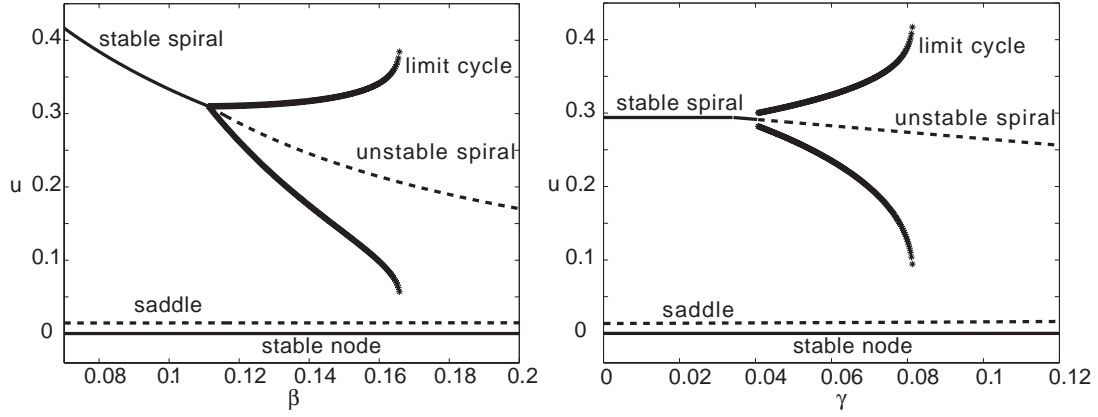 0.4
stable spiral
limit cycle
0.3
unstable spiral
u
0.2
0.1
saddle
0
stable node
0.08 0.1 0.12 0.14 0.16 0.18 0.2
β
0.4
limit cycle
stable spiral
0.3
unstable spiral
u
0.2
0.1
saddle
0
stable node
0 0.02 0.04 0.06 0.08 0.1 0.12
γ